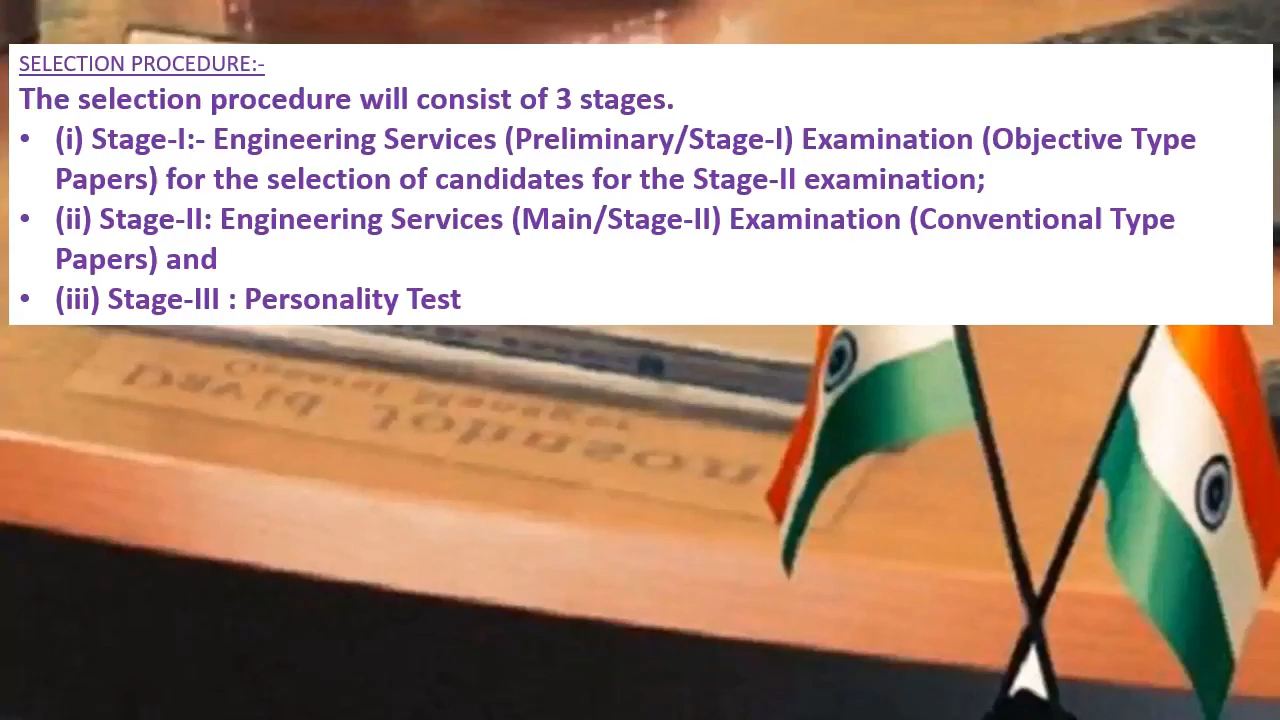 SELECTION PROCEDURE:-
The selection procedure will consist of 3 stages.
• (i) Stage-I:- Engineering Services (Preliminary/Stage-I) Examination (Objective Type
Papers) for the selection of candidates for the Stage-II examination;
• (ii) Stage-II: Engineering Services (Main/Stage-II) Examination (Conventional Type
Papers) and
• (iii) Stage-III : Personality Test